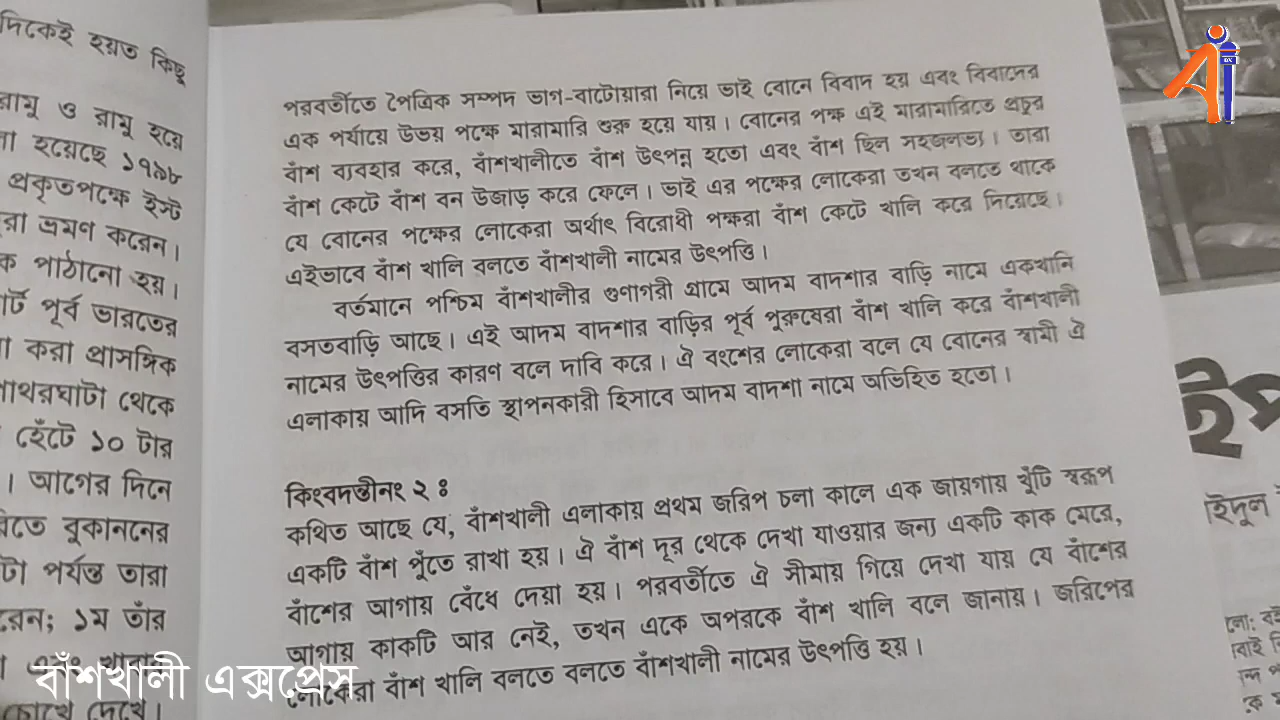 দিকেই হয়ত কিছু
রামু ও রামু হয়ে
হয়েছে ১৭৯৮
প্রকৃতপক্ষে ইস্ট
ভ্রমণ করেন।
পাঠানো হয়।
পূর্ব ভারতের
করা প্রাসঙ্গিক
পাথরঘাটা থেকে
হেঁটে ১০ টার
। আগের দিনে
বুকাননের
পর্যন্ত তারা
১ম তাঁর
দেখে।
পরবর্তীতে পৈত্রিক সম্পদ ভাগ-বাটোয়ারা নিয়ে ভাই বোনে বিবাদ হয় এবং বিবাদের
এক পর্যায়ে উভয় পক্ষে মারামারি শুরু হয়ে যায়। বোনের পক্ষ এই মারামারিতে প্রচুর
বাঁশ ব্যবহার করে, বাঁশখালীতে বাঁশ উৎপন্ন হতো এবং বাঁশ ছিল সহজলভ্য। তারা
বাঁশ কেটে বাঁশ বন উজাড় করে ফেলে। ভাই এর পক্ষের লোকেরা তখন বলতে থাকে
যে বোনের পক্ষের লোকেরা অর্থাৎ বিরোধী পক্ষরা বাঁশ কেটে খালি করে দিয়েছে।
এইভাবে বাঁশ খালি বলতে বাঁশখালী নামের উৎপত্তি।
বর্তমানে পশ্চিম বাঁশখালীর গুণাগরী গ্রামে আদম বাদশার বাড়ি নামে একখানি
বসতবাড়ি আছে। এই আদম বাদশার বাড়ির পূর্ব পুরুষেরা বাঁশ খালি করে বাঁশখালী
নামের উৎপত্তির কারণ বলে দাবি করে। ঐ বংশের লোকেরা বলে যে বোনের স্বামী ঐ
এলাকায় আদি বসতি স্থাপনকারী হিসাবে আদম বাদশা নামে অভিহিত হতো।
কিংবদন্তীনং ২ ঃ
কথিত আছে যে, বাঁশখালী এলাকায় প্রথম জরিপ চলা কালে এক জায়গায় খুঁটি স্বরূপ
একটি বাঁশ পুঁতে রাখা হয়। ঐ বাঁশ দূর থেকে দেখা যাওয়ার জন্য একটি কাক মেরে,
বাঁশের আগায় বেঁধে দেয়া হয়। পরবর্তীতে ঐ সীমায় গিয়ে দেখা যায় যে বাঁশের
আগায় কাকটি আর নেই, তখন একে অপরকে বাঁশ খালি বলে জানায়। জরিপের
লোকেরা বাঁশ খালি বলতে বলতে বাঁশখালী নামের উৎপত্তি হয়।
বাঁশখালী এক্সপ্রেস